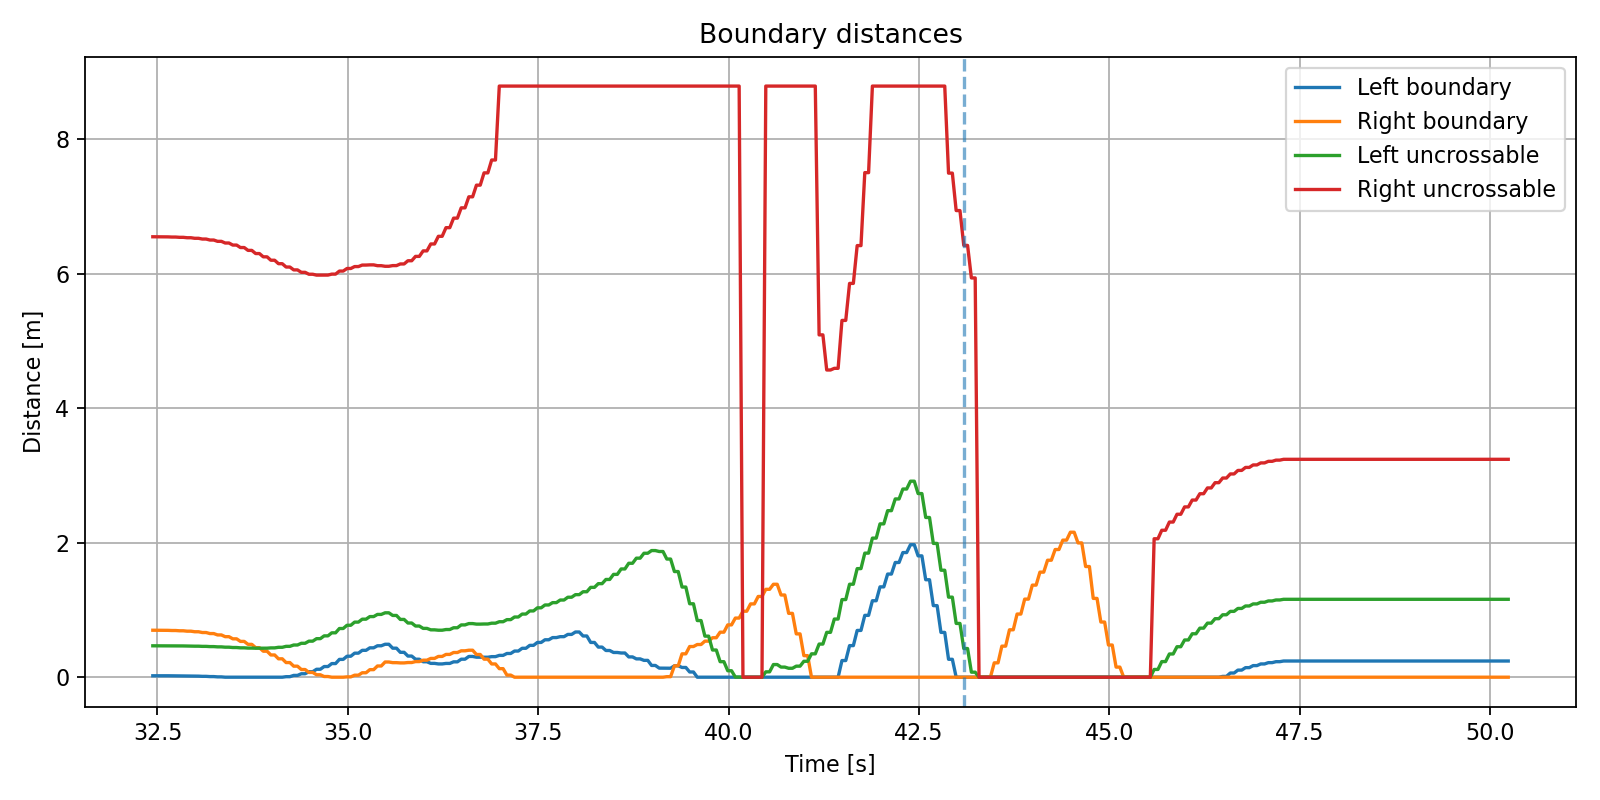 Boundary distances
Left boundary
Right boundary
Left uncrossable
Right uncrossable
8
6
4
2
0
Distance [m]
32.5 35.0 37.5 40.0 42.5 45.0 47.5 50.0
Time [s]